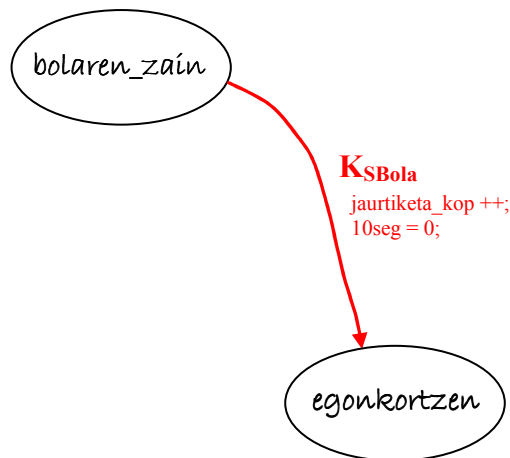 bolaren_zain
KSBola
jaurtiketa_kop ++;
10seg = 0;
egonkortzen